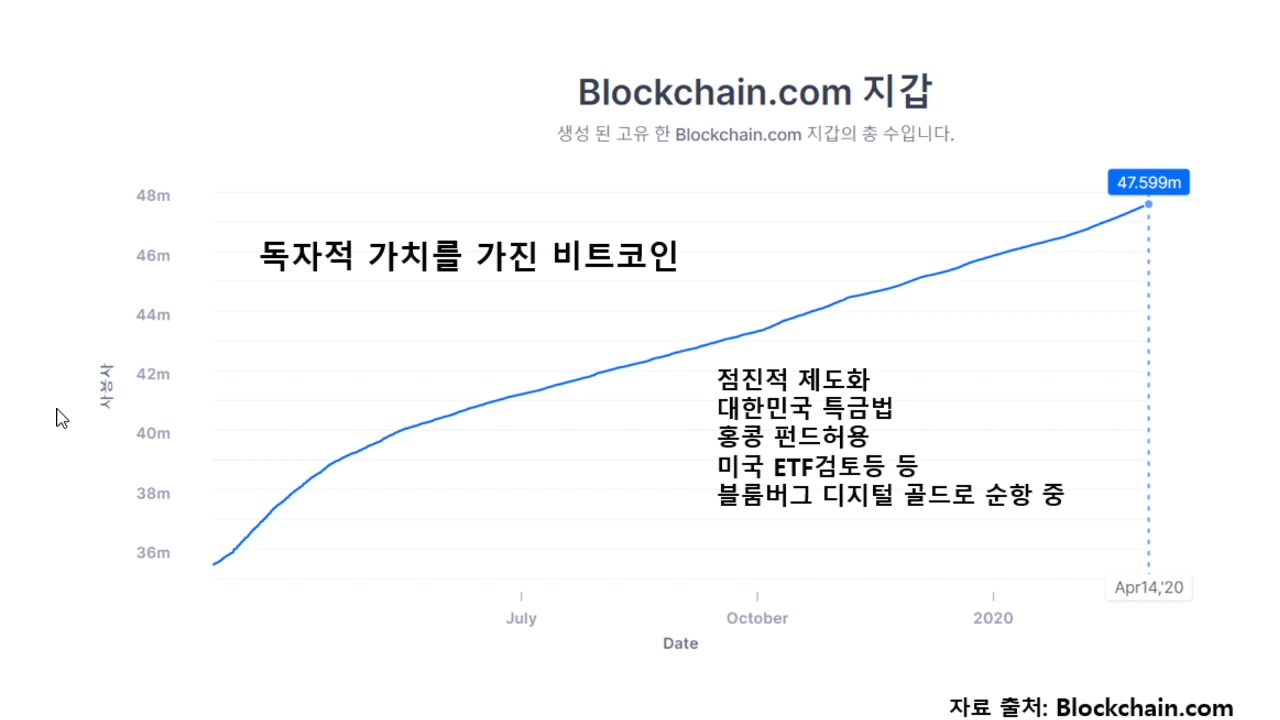 Blockchain.com 지갑
생성 된 고유 한 Blockchain.com 지갑의 총 수입니다.
47.599m
48m
46m
44m
42m
40m
38m
36m
사용자
독자적 가치를 가진 비트코인
점진적 제도화
대한민국 특금법
홍콩 펀드허용
미국 ETF검토등 등
블룸버그 디지털 골드로 순항 중
Apr14,'20
July
October
2020
Date
자료 출처: Blockchain.com